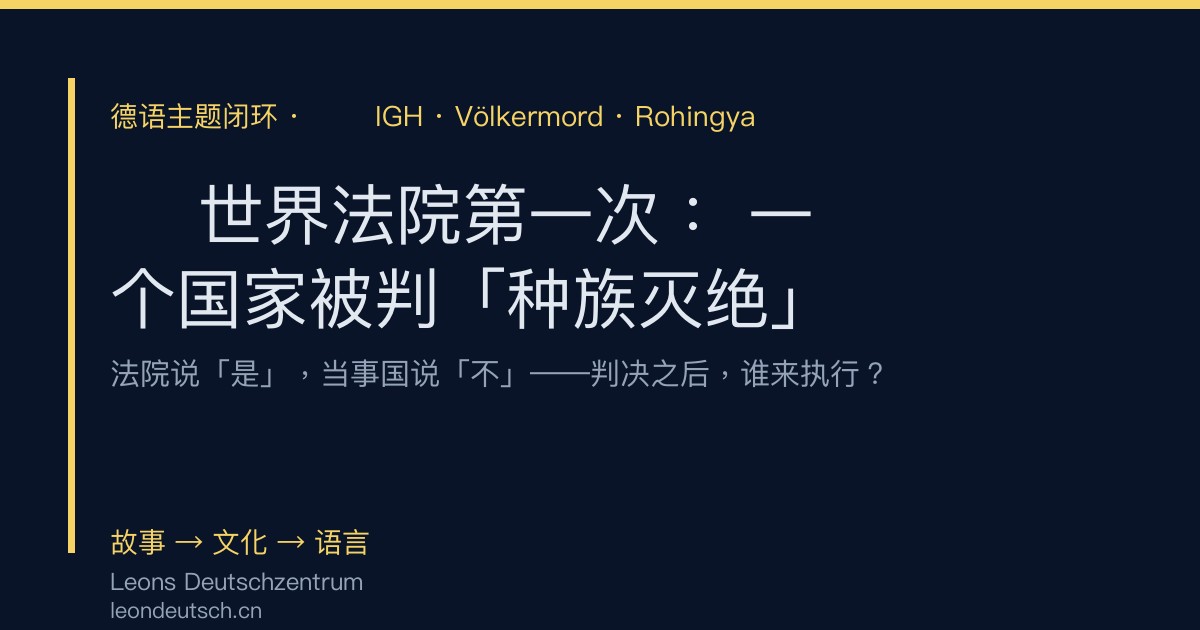 德语主题闭环 · IGH · Völkermord · Rohingya
世界法院第一次：一
个国家被判「种族灭绝」
法院说「是」，当事国说「不」——判决之后，谁来执行？
故事 → 文化 → 语言
Leons Deutschzentrum
leondeutsch.cn